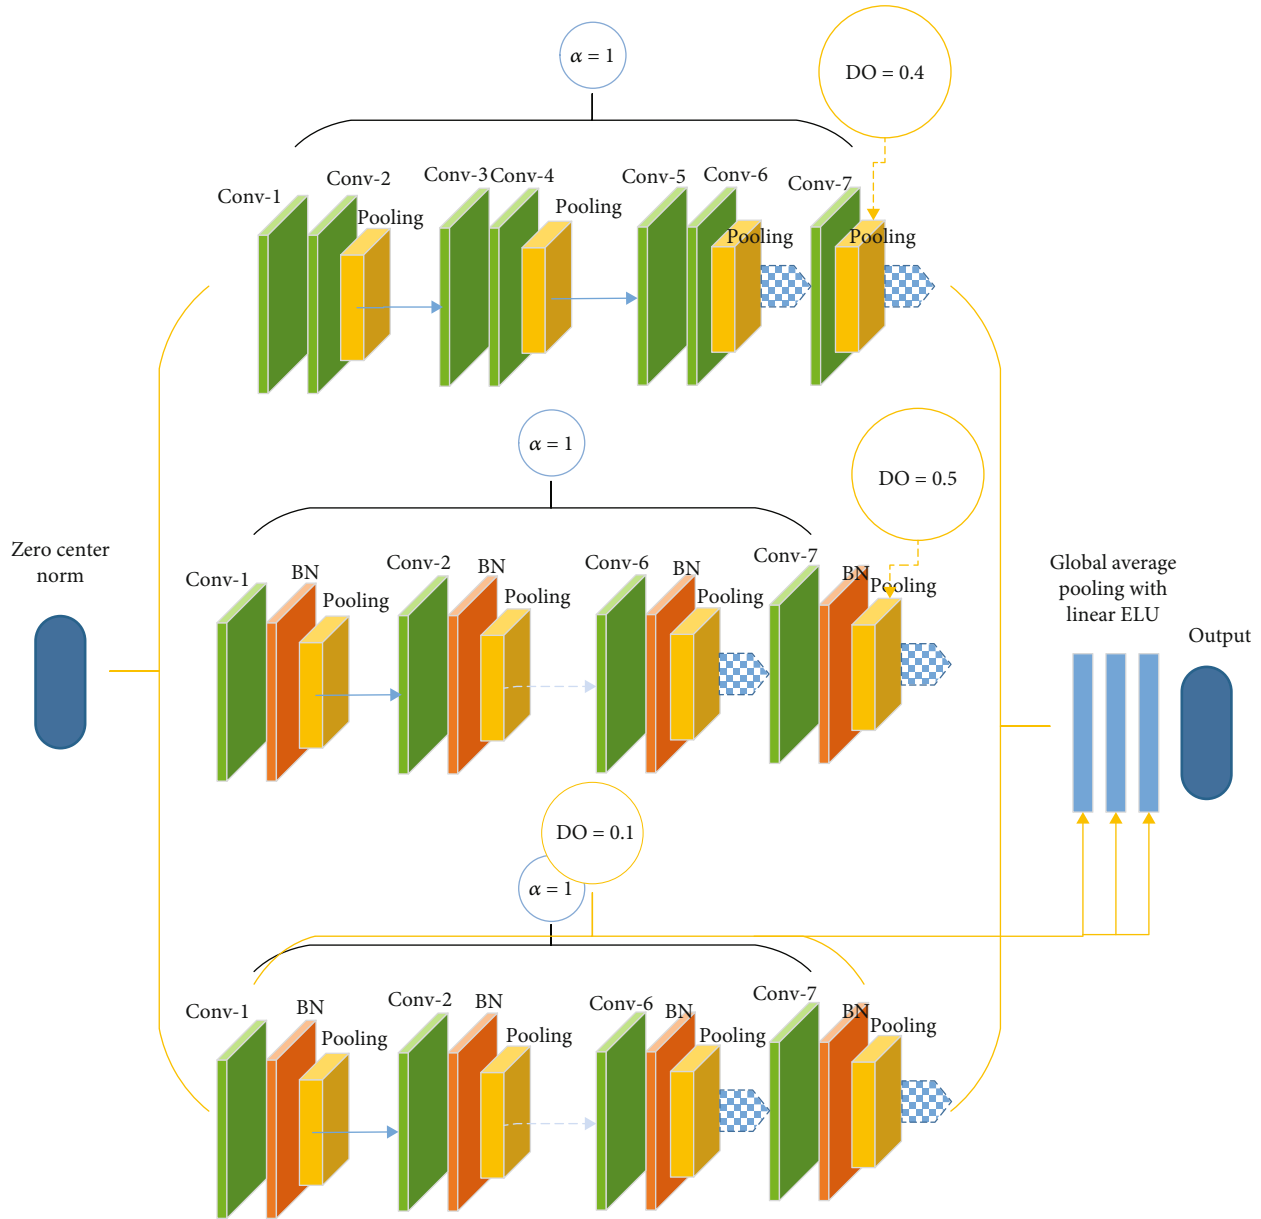 α = 1
DO = 0.4
Conv-1
Conv-2
Pooling
Conv-3
Conv-4
Pooling
Conv-5
Conv-6
Pooling
Conv-7
Pooling
α = 1
DO = 0.5
Zero center
norm
Conv-1
BN
Pooling
Conv-2
BN
Pooling
Conv-6
BN
Pooling
Conv-7
BN
Pooling
Global average
pooling with
linear ELU
Output
DO = 0.1
α = 1
Conv-1
BN
Pooling
Conv-2
BN
Pooling
Conv-6
BN
Pooling
Conv-7
BN
Pooling